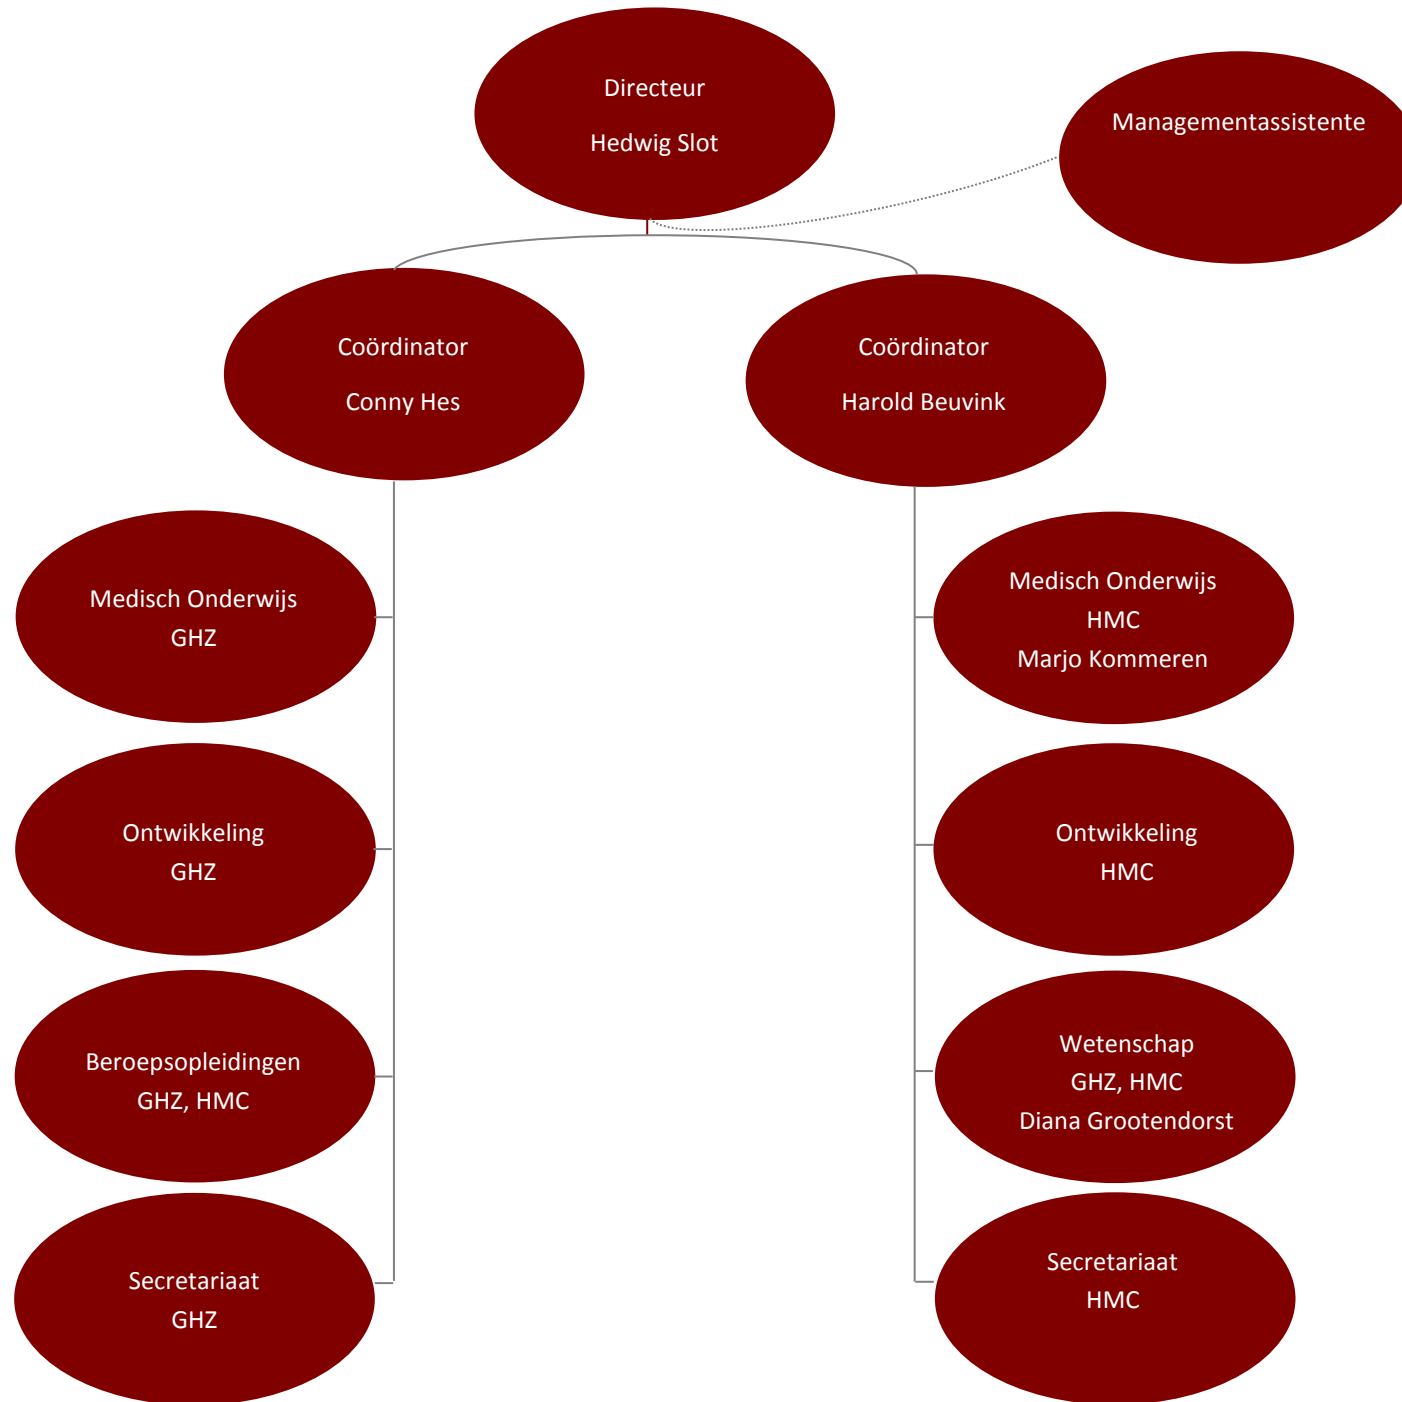 Directeur
Hedwig Slot
Managementassistente
Coördinator
Conny Hes
Coördinator
Harold Beuvink
Medisch Onderwijs
GHZ
Medisch Onderwijs
HMC
Marjo Kommeren
Ontwikkeling
GHZ
Ontwikkeling
HMC
Beroepsopleidingen
GHZ, HMC
Wetenschap
GHZ, HMC
Diana Grootendorst
Secretariaat
GHZ
Secretariaat
HMC